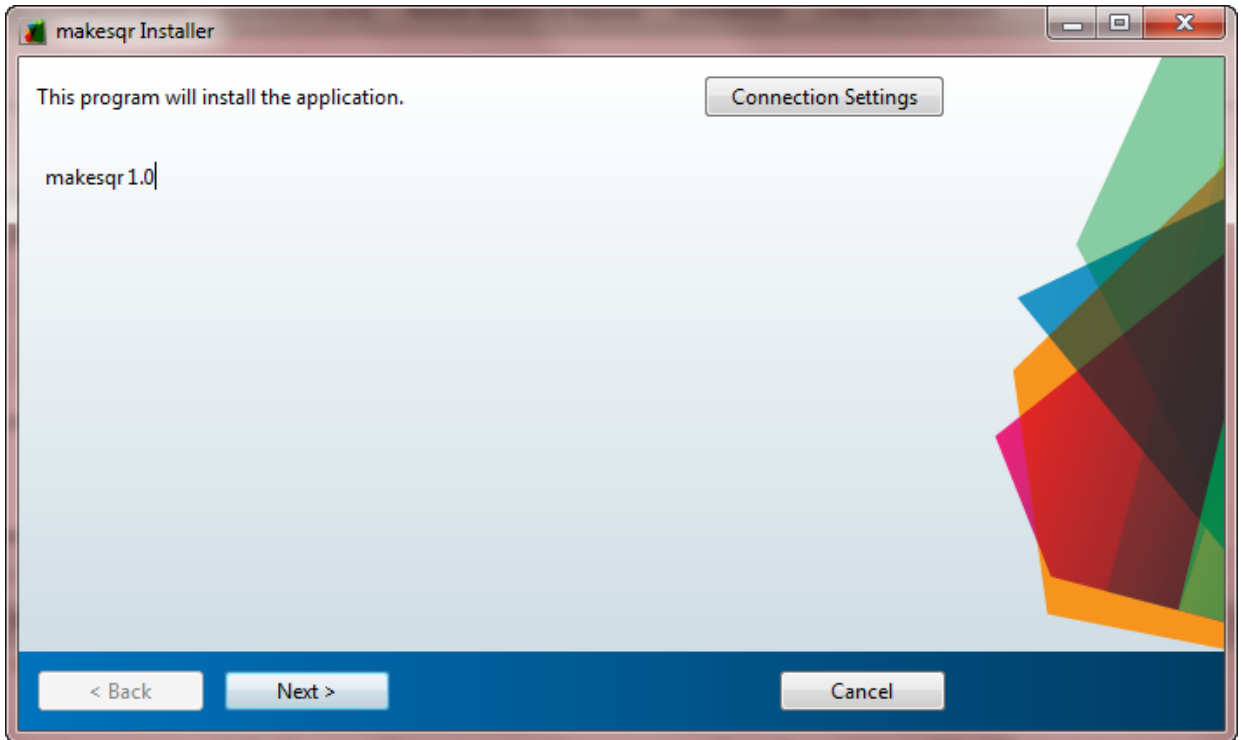 makesqr Installer
This program will install the application.
Connection Settings
makesqr 1.0
< Back
Next >
Cancel